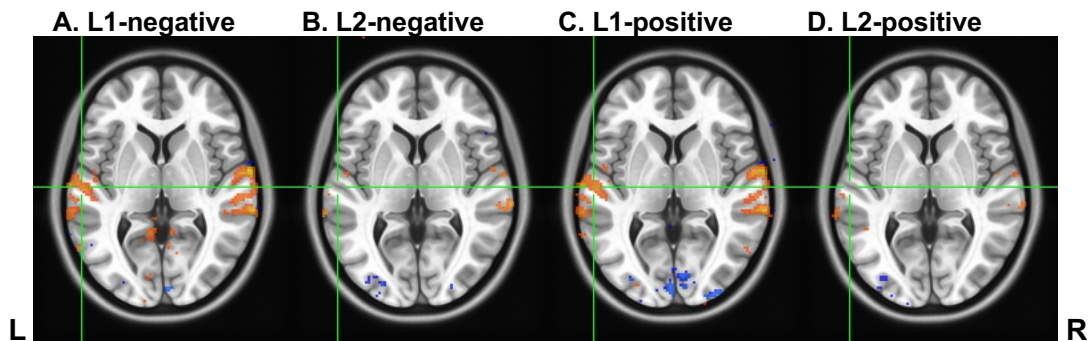 A. L1-negative B. L2-negative C. L1-positive D. L2-positive
L R